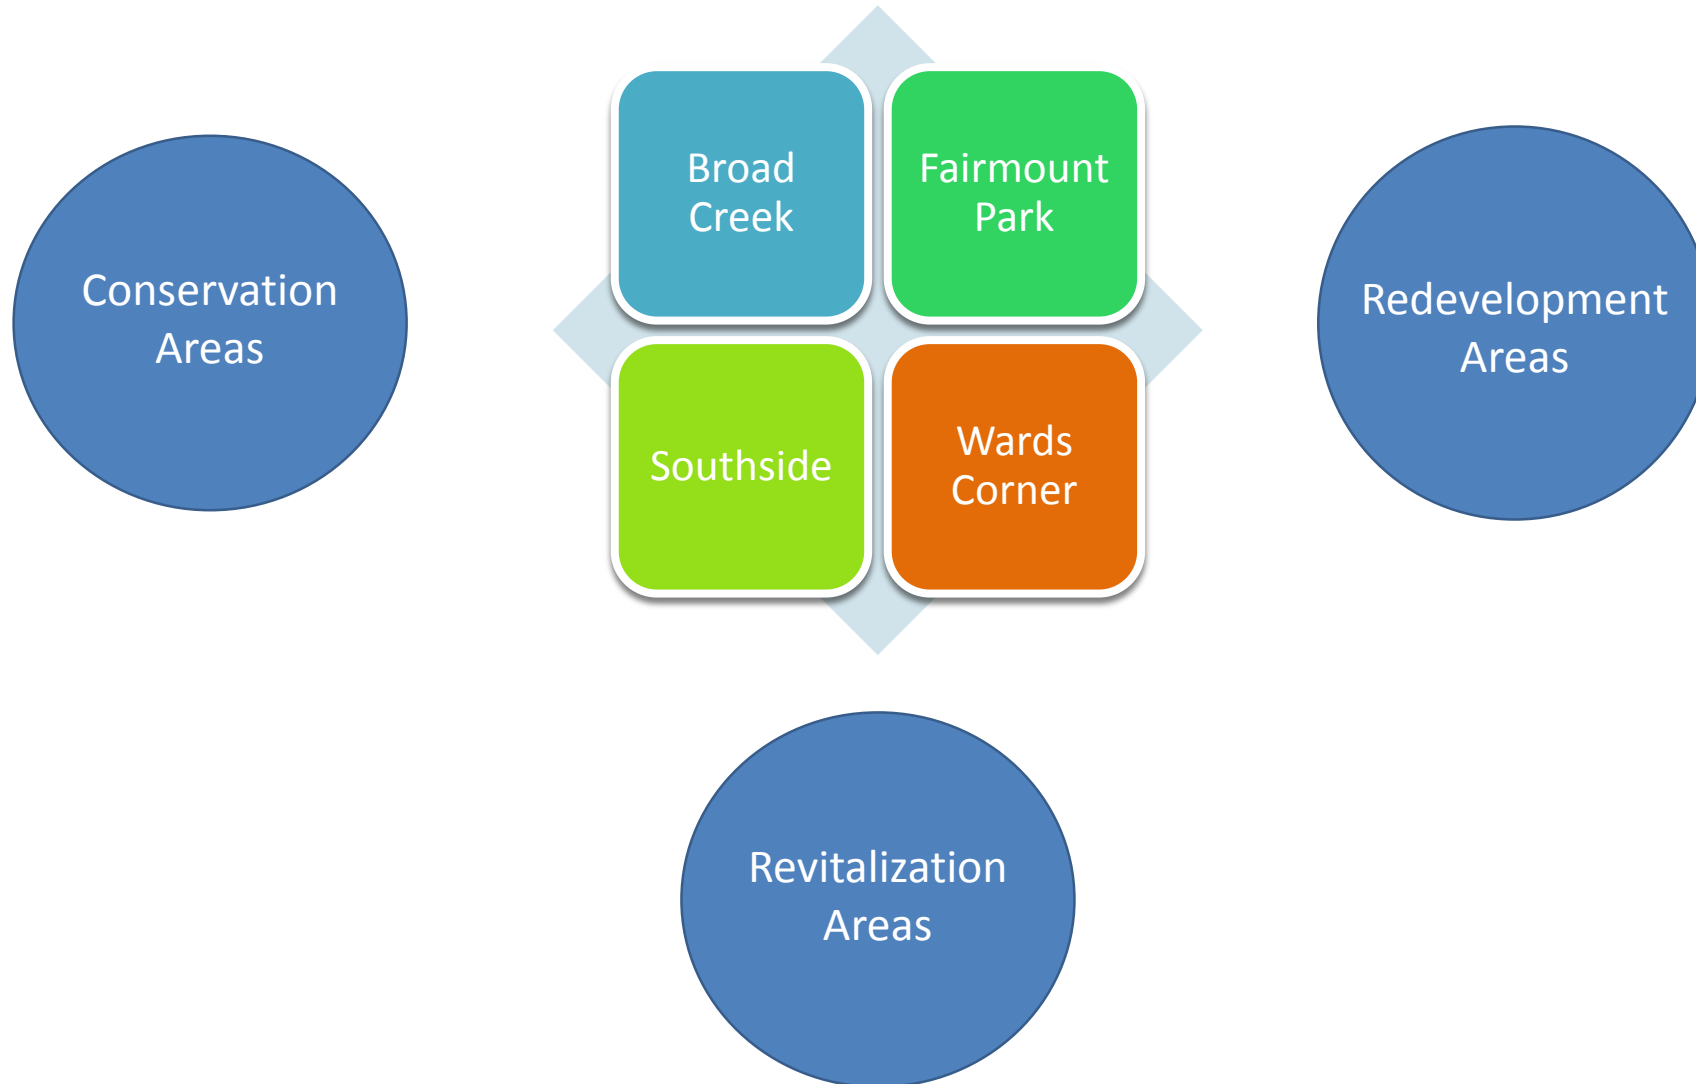 Conservation
Areas
Broad
Creek
Fairmount
Park
Southside
Wards
Corner
Redevelopment
Areas
Revitalization
Areas